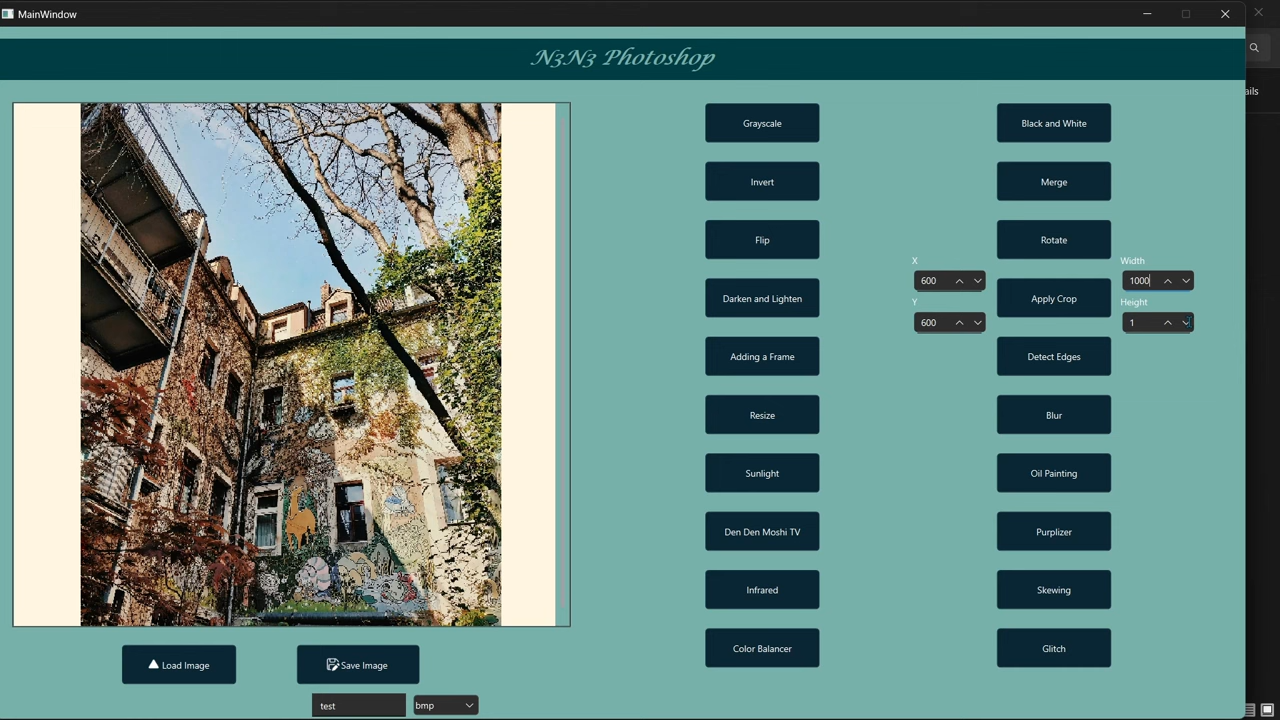 MainWindow
N3N3 Photoshop
ails
Grayscale
Black and White
Invert
Merge
Flip
Rotate
X
Width
600
1000
Darken and Lighten
Apply Crop
Y
Height
600
1
Adding a Frame
Detect Edges
Resize
Blur
Sunlight
Oil Painting
Den Den Moshi TV
Purplizer
Infrared
Skewing
Color Balancer
Glitch
Load Image
Save Image
test
bmp